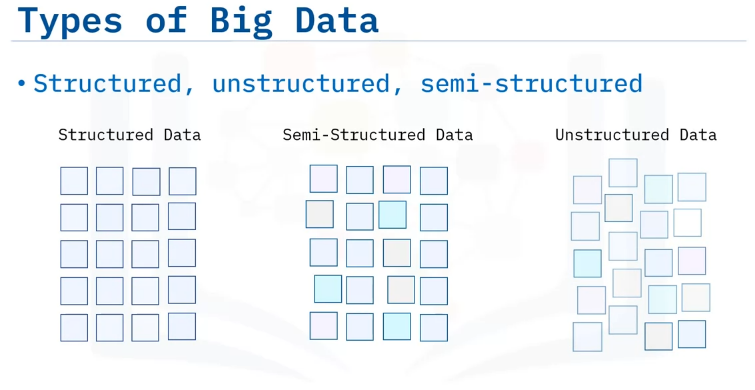 Types of Big Data
• Structured, unstructured, semi-structured
Structured Data
Semi-Structured Data
Unstructured Data